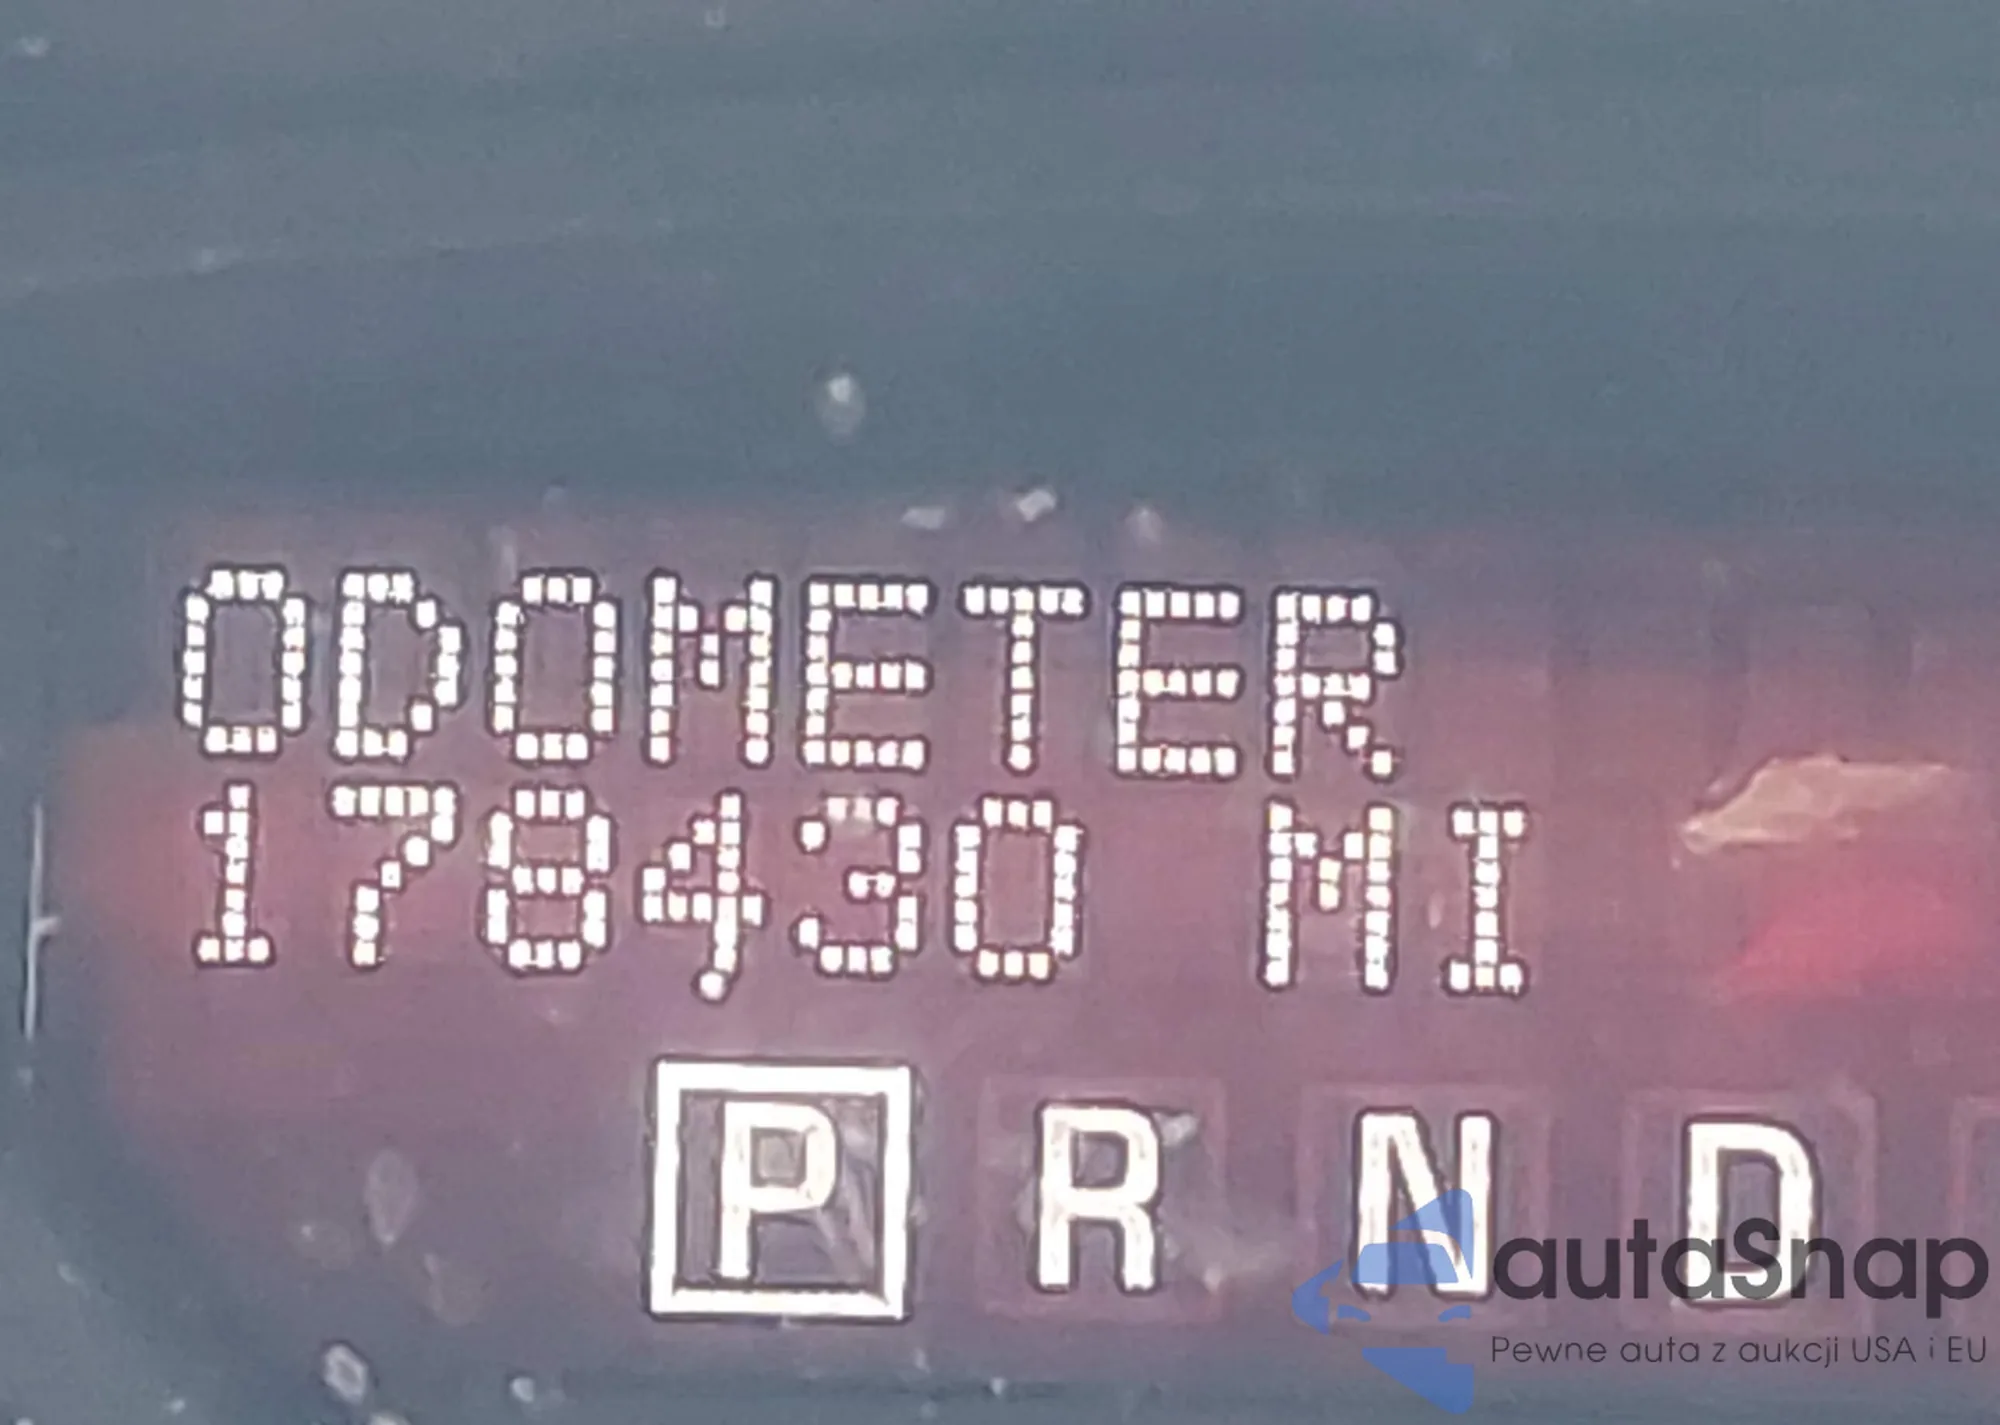 ODOMETER
178430 MI
P R N D
autaSnap
Pewne auta z aukcji USA i EU